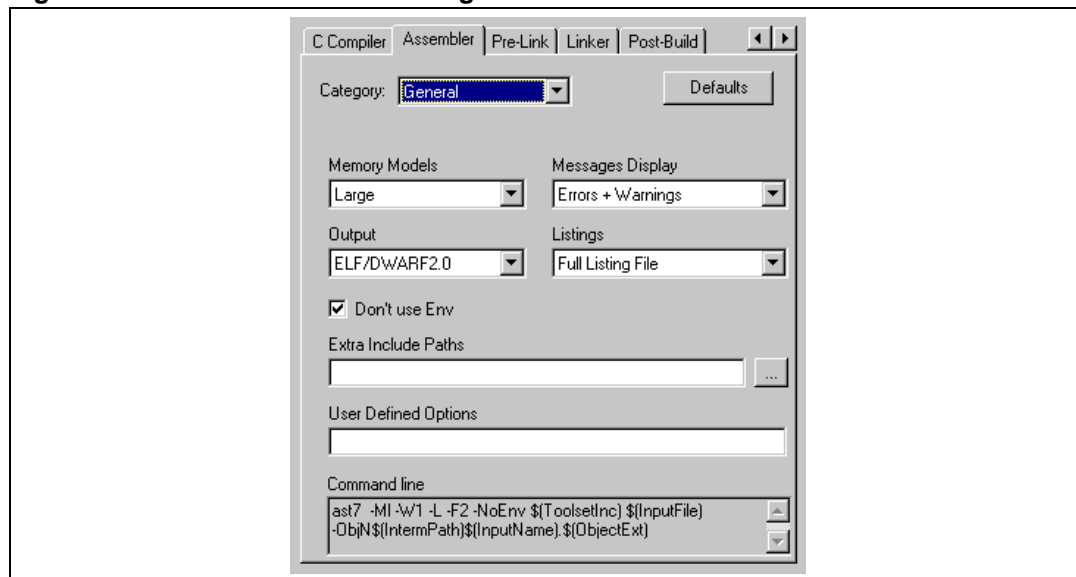 C Compiler Assembler Pre-Link Linker Post-Build
Category: General Defaults
Memory Models Messages Display
Large Errors + Warnings
Output Listings
ELF/DWARF2.0 Full Listing File
Don't use Env
Extra Include Paths
...
User Defined Options
Command line
ast7 -Ml -W1 -L -F2 -NoEnv $(ToolsetInc) $(InputFile)
-ObjN$(IntermPath)$(InputName).$(ObjectExt)